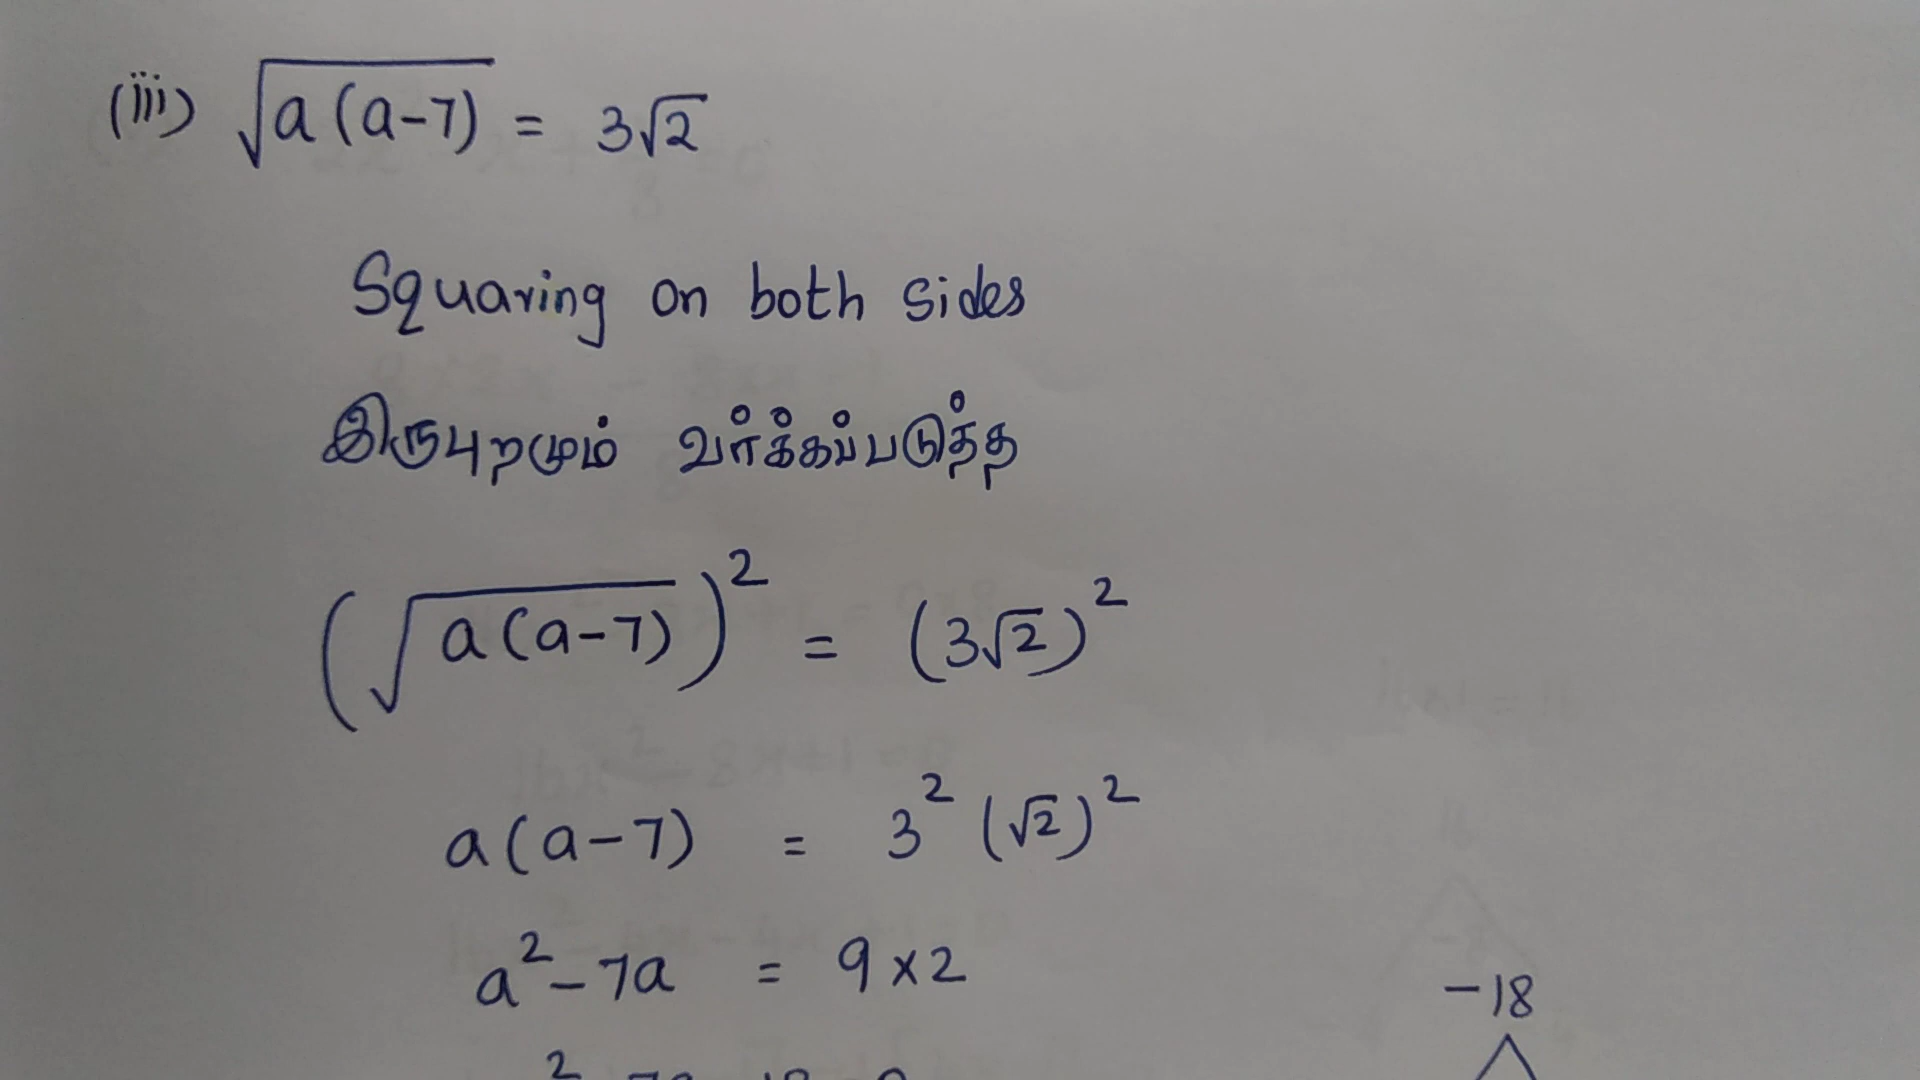 (iii) √a(a-7) = 3√2
Squaring on both sides
இருபுறமும் வர்க்கப்படுத்த
(√a(a-7))² = (3√2)²
a(a-7) = 3² (√2)²
a²-7a = 9×2
-18